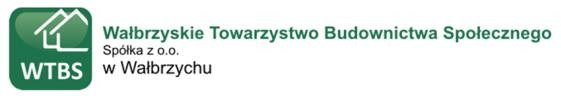 WTBS
Wałbrzyskie Towarzystwo Budownictwa Społecznego
Spółka z o.o.
w Wałbrzychu